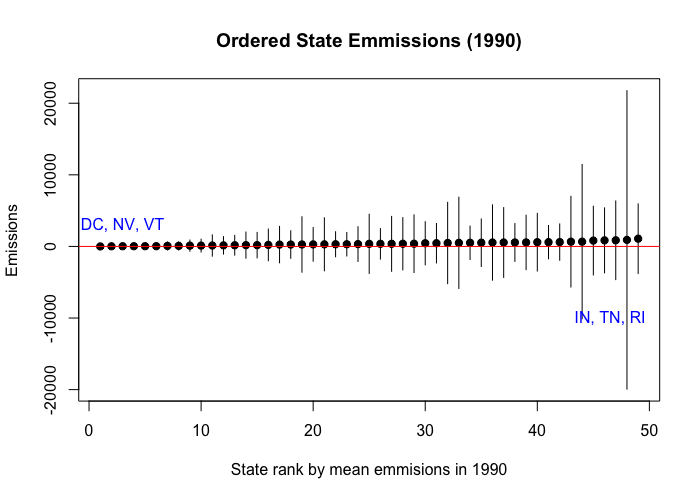 Ordered State Emmissions (1990)
Emissions
20000
10000
0
-10000
-20000
DC, NV, VT
IN, TN, RI
0 10 20 30 40 50
State rank by mean emmisions in 1990